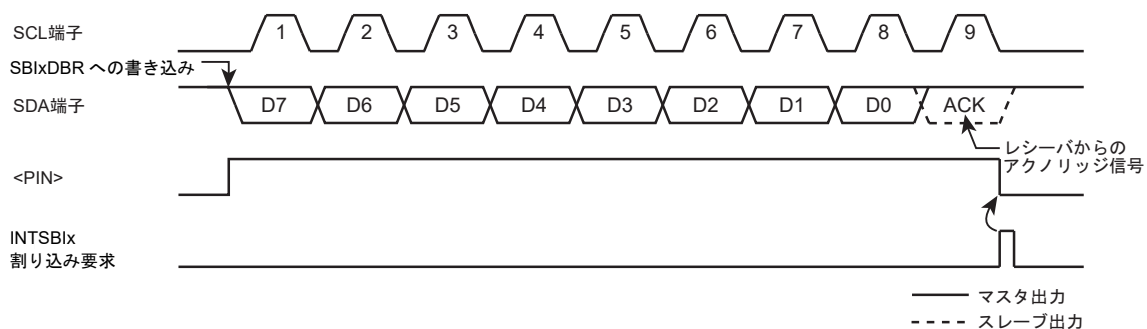 SCL端子
1 2 3 4 5 6 7 8 9
SBIxDBR への書き込み
SDA端子
D7 D6 D5 D4 D3 D2 D1 D0 ACK
レシーバからの
アクノリッジ信号
<PIN>
INTSBIx
割り込み要求
マスタ出力
スレーブ出力